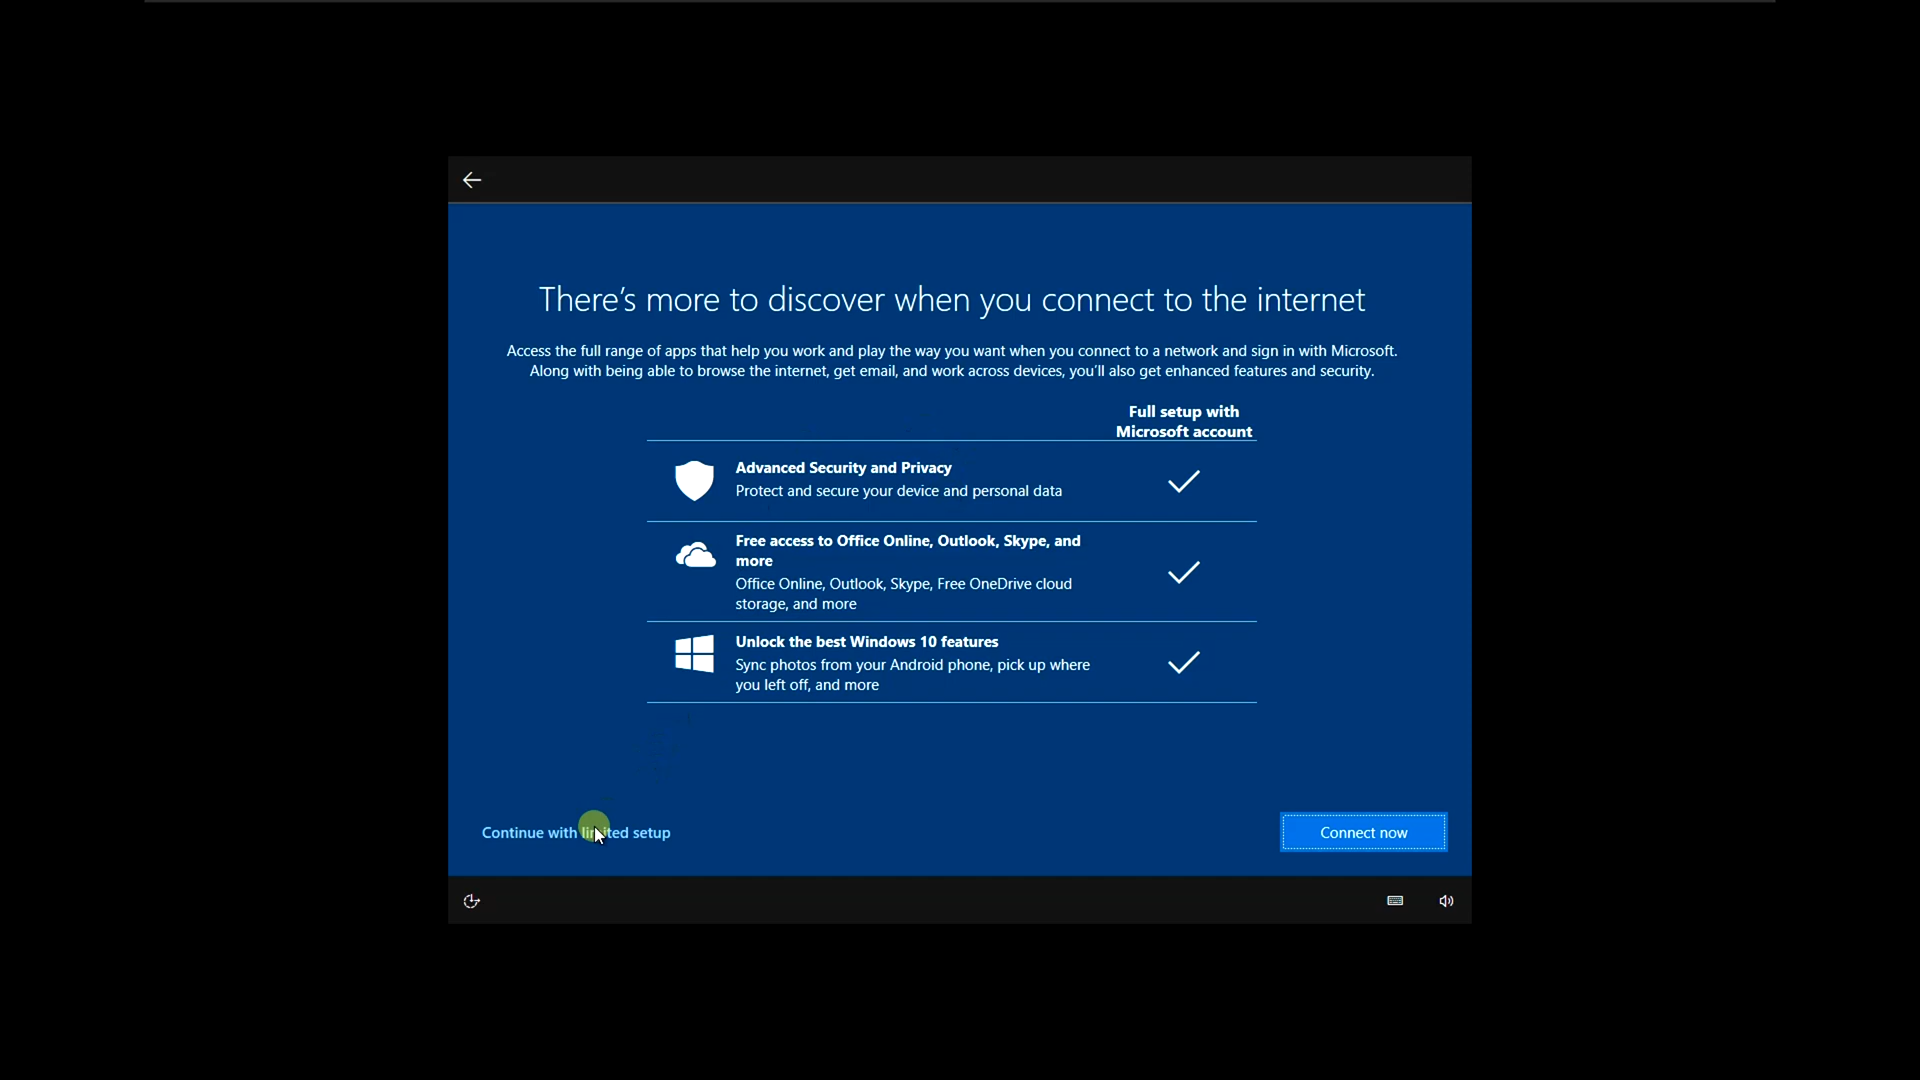 There's more to discover when you connect to the internet
Access the full range of apps that help you work and play the way you want when you connect to a network and sign in with Microsoft.
Along with being able to browse the internet, get email, and work across devices, you'll also get enhanced features and security.
Full setup with
Microsoft account
Advanced Security and Privacy
Protect and secure your device and personal data
Free access to Office Online, Outlook, Skype, and
more
Office Online, Outlook, Skype, Free OneDrive cloud
storage, and more
Unlock the best Windows 10 features
Sync photos from your Android phone, pick up where
you left off, and more
Continue with limited setup
Connect now